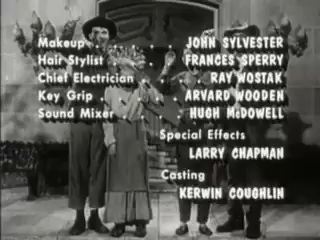 Makeup . . . . . JOHN SYLVESTER
Hair Stylist . . . . FRANCES SPERRY
Chief Electrician . . . RAY WOSTAK
Key Grip . . . . ARVARD WOODEN
Sound Mixer . . . . HUGH McDOWELL
Special Effects
LARRY CHAPMAN
Casting
KERWIN COUGHLIN